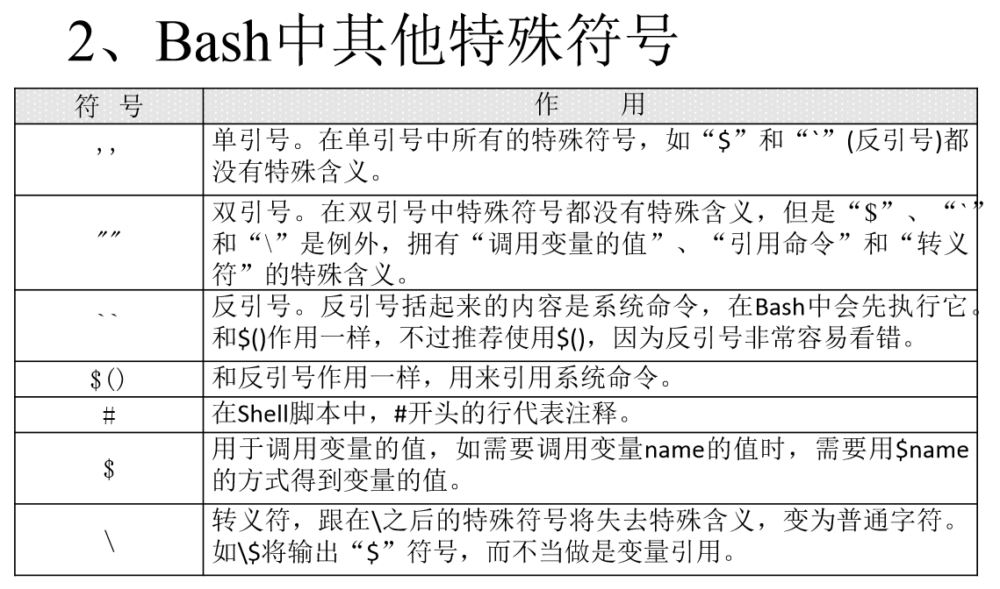 2、Bash中其他特殊符号
符 号
作 用
''
单引号。在单引号中所有的特殊符号，如“$”和“`”(反引号)都
没有特殊含义。
""
双引号。在双引号中特殊符号都没有特殊含义，但是“$”、“`”
和“\”是例外，拥有“调用变量的值”、“引用命令”和“转义
符”的特殊含义。
``
反引号。反引号括起来的内容是系统命令，在Bash中会先执行它。
和$()作用一样，不过推荐使用$()，因为反引号非常容易看错。
$()
和反引号作用一样，用来引用系统命令。
#
在Shell脚本中，#开头的行代表注释。
$
用于调用变量的值，如需要调用变量name的值时，需要用$name
的方式得到变量的值。
\
转义符，跟在\之后的特殊符号将失去特殊含义，变为普通字符。
如\$将输出“$”符号，而不当做是变量引用。